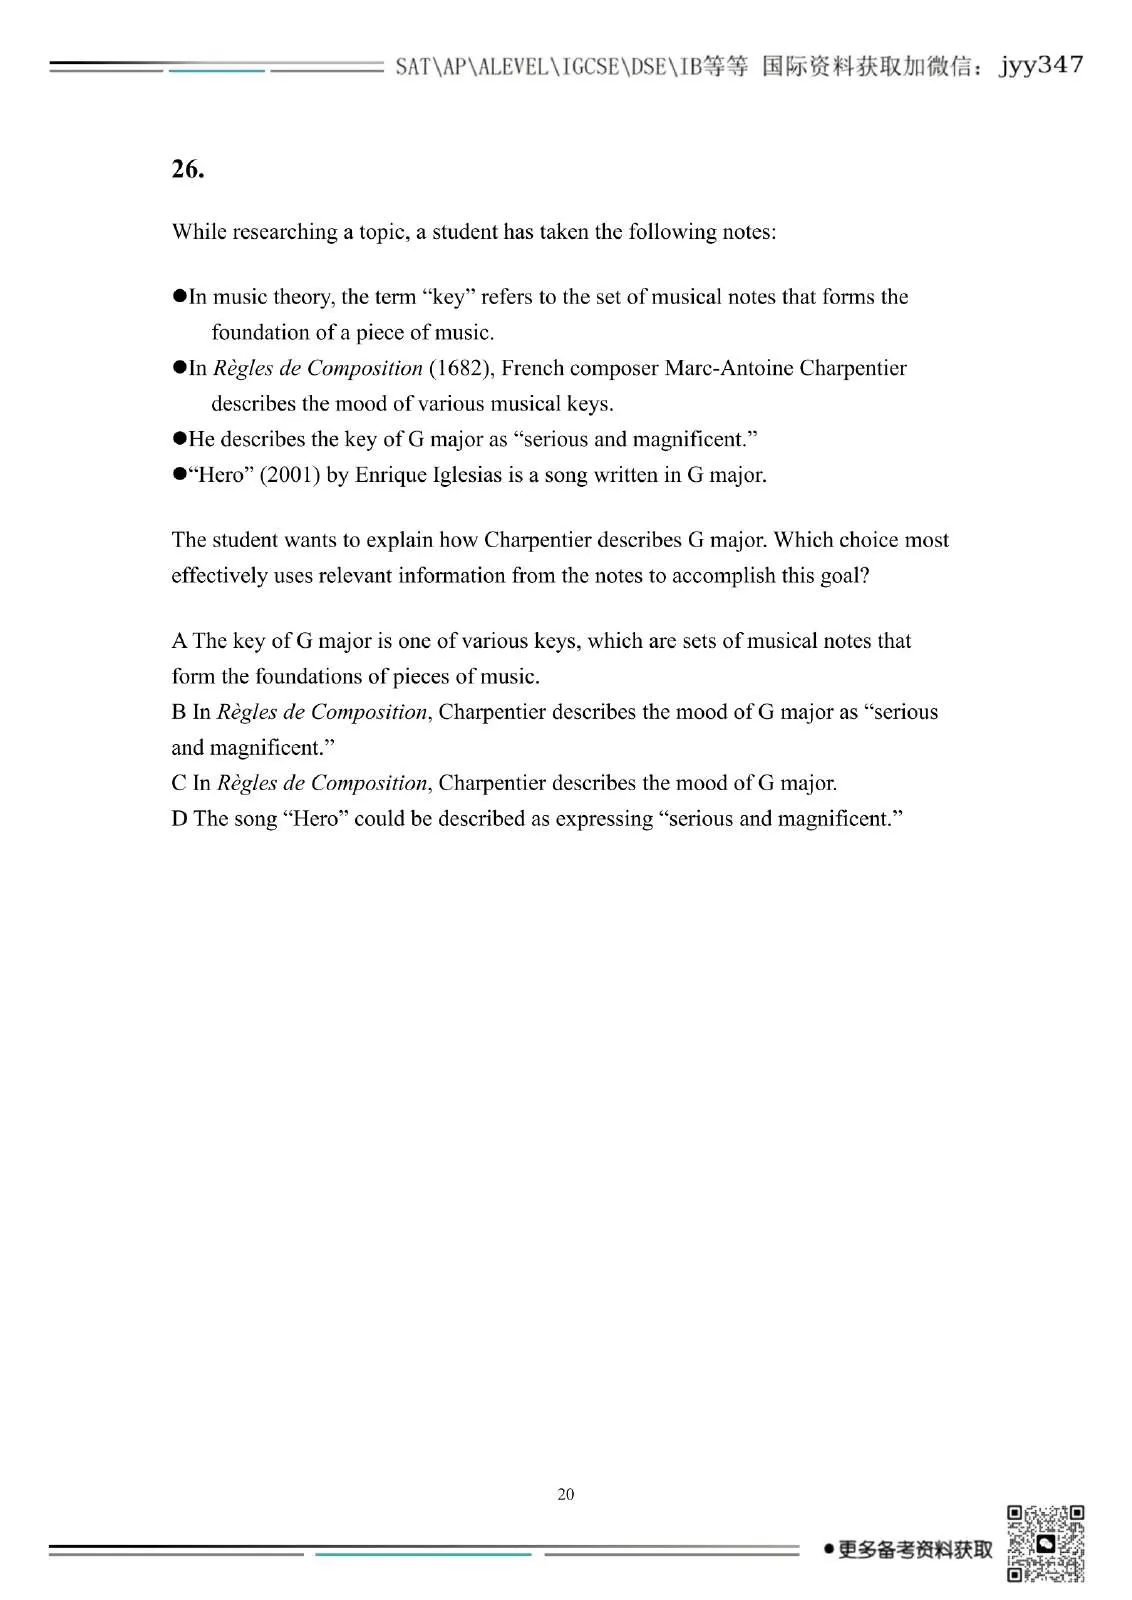 SAT\AP\ALEVEL\IGCSE\DSE\IB等等 国际资料获取加微信： jyy347
26.
While researching a topic, a student has taken the following notes:
●In music theory, the term “key” refers to the set of musical notes that forms the
foundation of a piece of music.
●In Règles de Composition (1682), French composer Marc-Antoine Charpentier
describes the mood of various musical keys.
●He describes the key of G major as “serious and magnificent.”
●“Hero” (2001) by Enrique Iglesias is a song written in G major.
The student wants to explain how Charpentier describes G major. Which choice most
effectively uses relevant information from the notes to accomplish this goal?
A The key of G major is one of various keys, which are sets of musical notes that
form the foundations of pieces of music.
B In Règles de Composition, Charpentier describes the mood of G major as “serious
and magnificent.”
C In Règles de Composition, Charpentier describes the mood of G major.
D The song “Hero” could be described as expressing “serious and magnificent.”
20
●更多备考资料获取